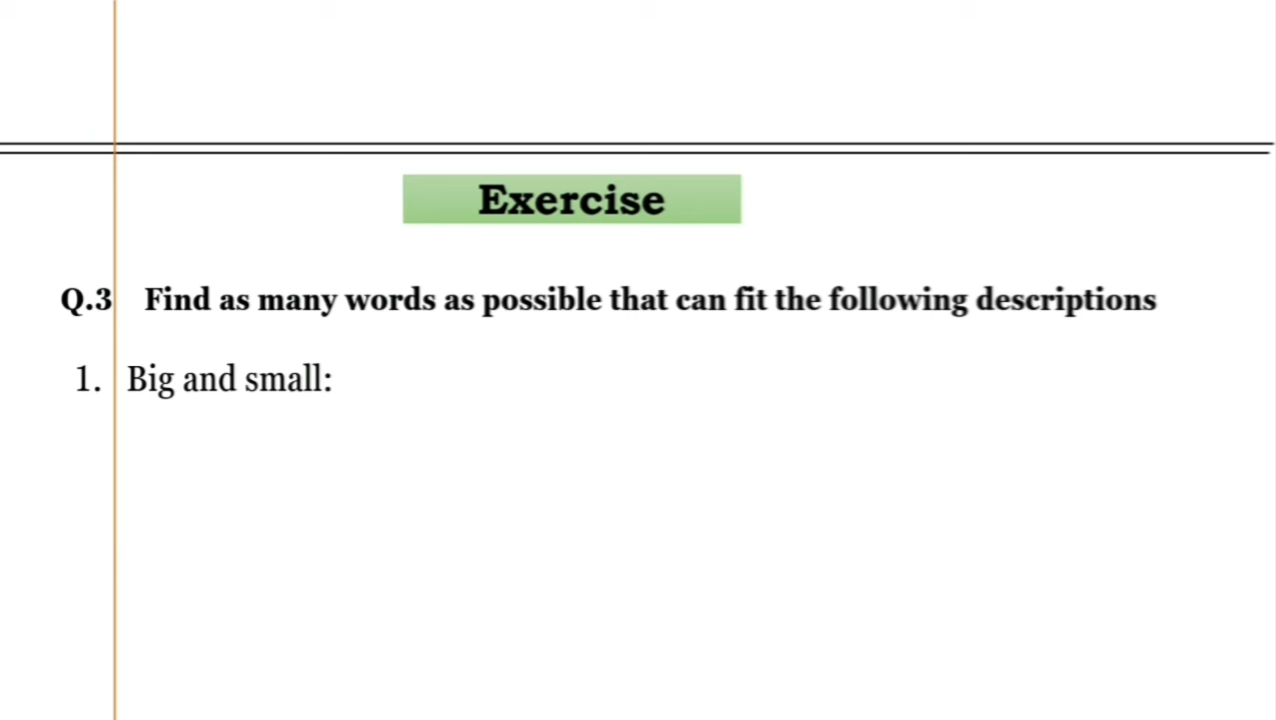 Exercise
Q.3 Find as many words as possible that can fit the following descriptions
1. Big and small: